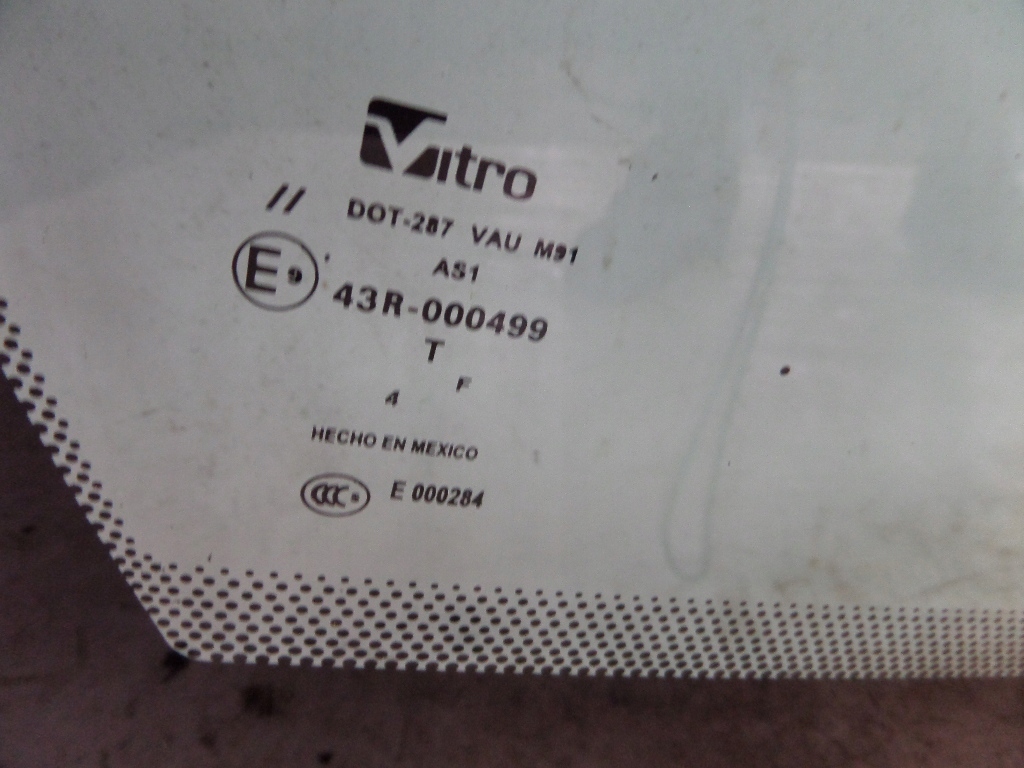 Vitro
// DOT-287 VAU M91
AS1
E9 43R-000499
T
F
4
HECHO EN MEXICO
CCC S E 000284